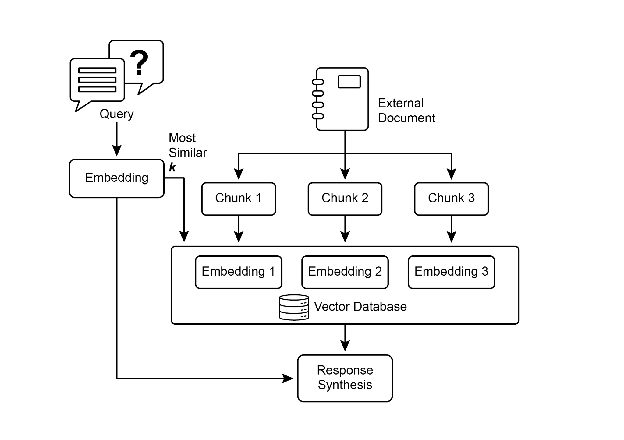 ?
Query
Embedding
Most
Similar
k
External
Document
Chunk 1
Chunk 2
Chunk 3
Embedding 1
Embedding 2
Embedding 3
Vector Database
Response
Synthesis